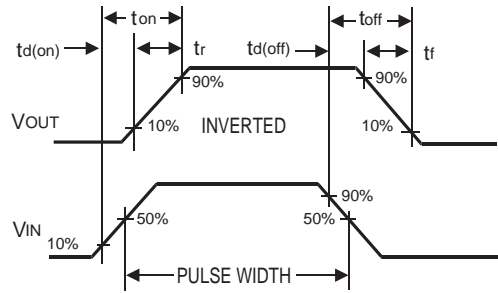 ton
toff
td(on)
tr
td(off)
tf
90%
90%
VOUT
10%
INVERTED
10%
90%
VIN
50%
50%
10%
PULSE WIDTH